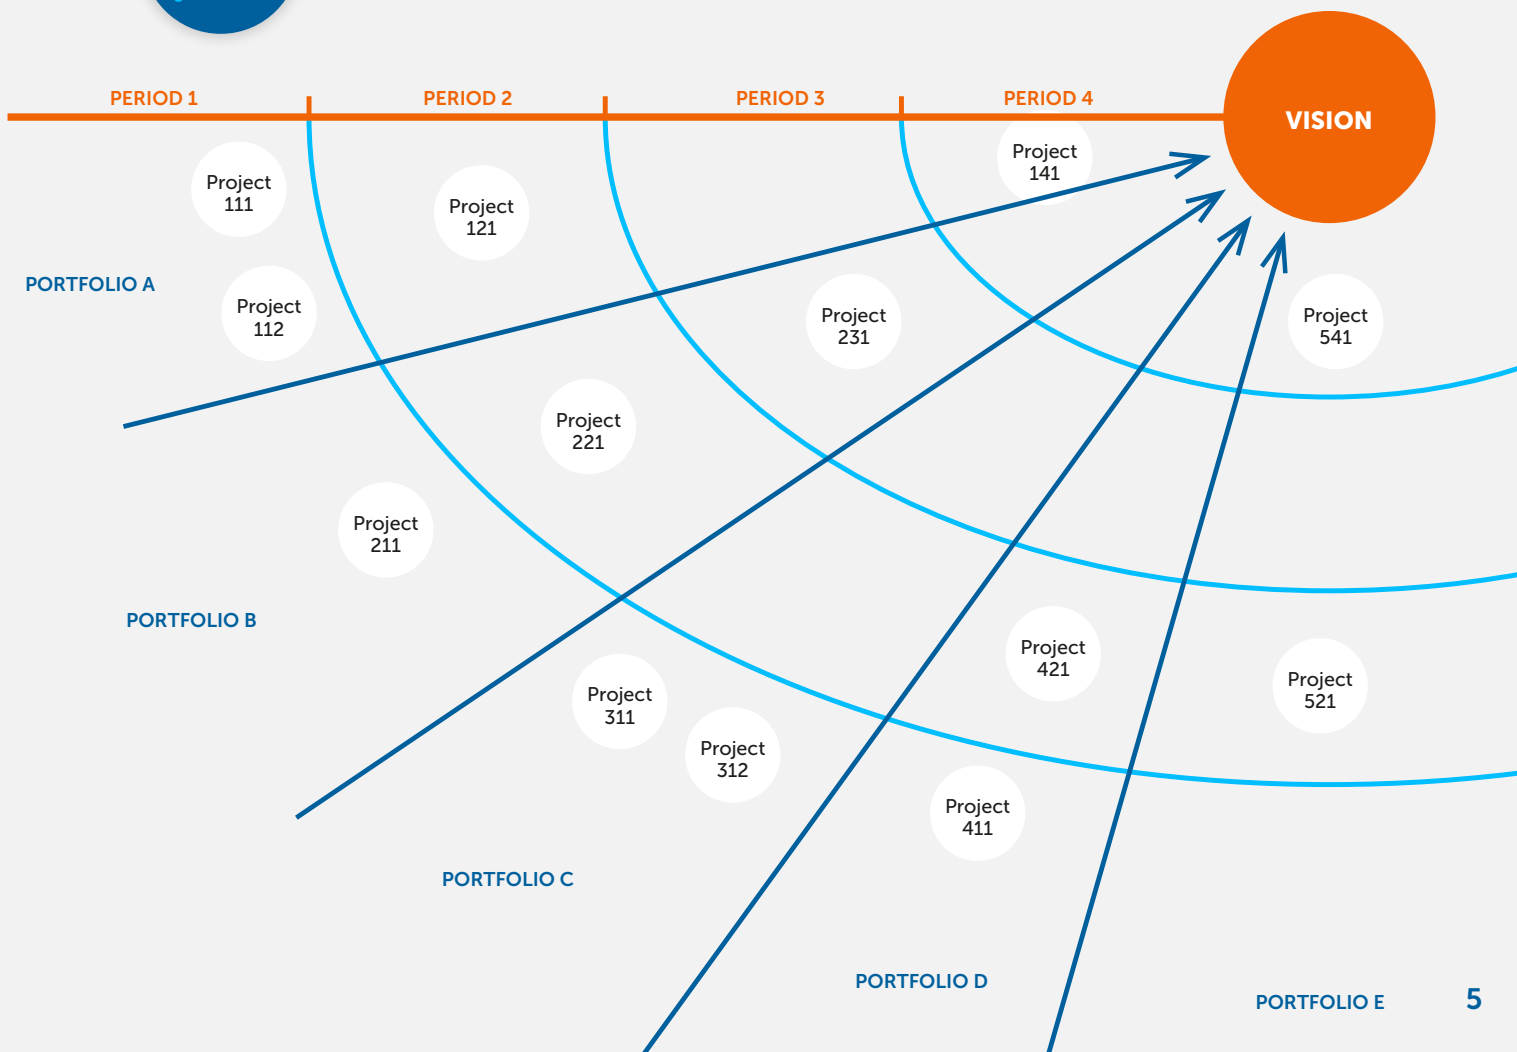 PERIOD 1
PERIOD 2
PERIOD 3
PERIOD 4
VISION
Project
111
Project
121
Project
141
PORTFOLIO A
Project
112
Project
231
Project
541
Project
221
Project
211
PORTFOLIO B
Project
311
Project
312
Project
421
Project
521
Project
411
PORTFOLIO C
PORTFOLIO D
PORTFOLIO E
5